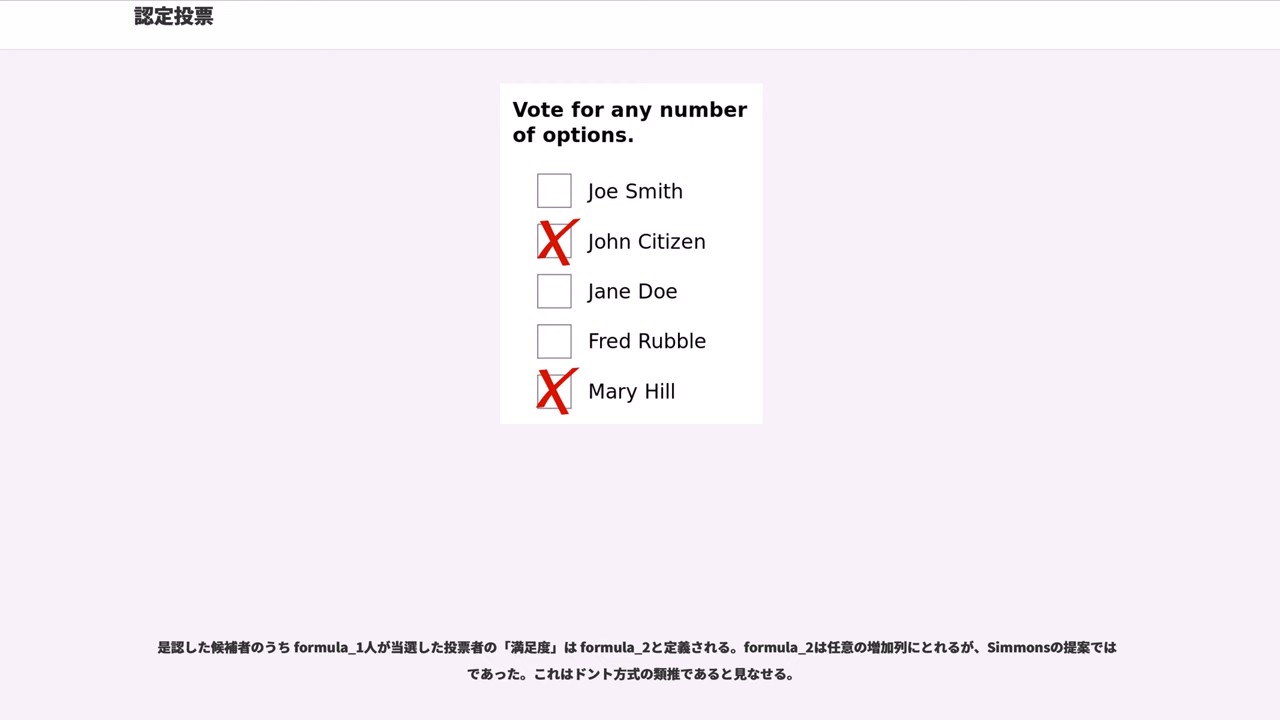 認定投票
Vote for any number
of options.
Joe Smith
John Citizen
Jane Doe
Fred Rubble
Mary Hill
是認した候補者のうち formula_1人が当選した投票者の「満足度」は formula_2と定義される。formula_2は任意の増加列にとれるが、Simmonsの提案では
であった。これはドント方式の類推であると見なせる。